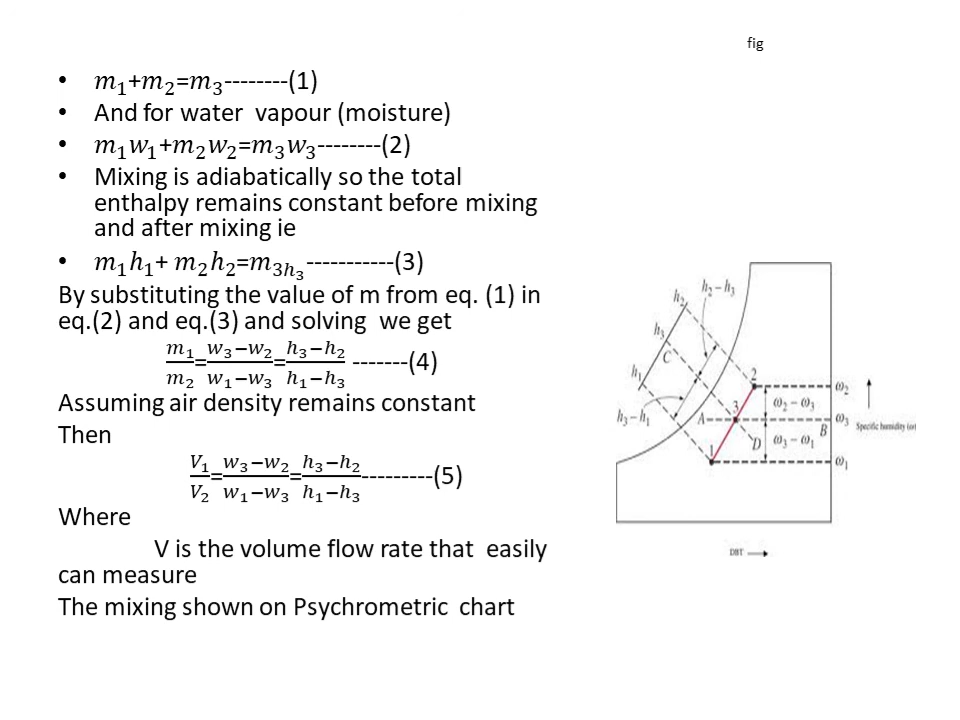 fig
• m₁+m₂=m₃--------(1)
• And for water vapour (moisture)
• m₁w₁+m₂w₂=m₃w₃--------(2)
• Mixing is adiabatically so the total
enthalpy remains constant before mixing
and after mixing ie
• m₁h₁+ m₂h₂=m₃ₕ₃-----------(3)
By substituting the value of m from eq. (1) in
eq.(2) and eq.(3) and solving we get
m₁/m₂=w₃−w₂/w₁−w₃=h₃−h₂/h₁−h₃ -------(4)
Assuming air density remains constant
Then
V₁/V₂=w₃−w₂/w₁−w₃=h₃−h₂/h₁−h₃---------(5)
Where
V is the volume flow rate that easily
can measure
The mixing shown on Psychrometric chart
h₂
h₂ − h₃
h₃
C
h₁
h₃ − h₁
2
ω₂
ω₂ − ω₃
A
3
ω₃
B
D
ω₃ − ω₁
1
ω₁
Specific humidity
DBT